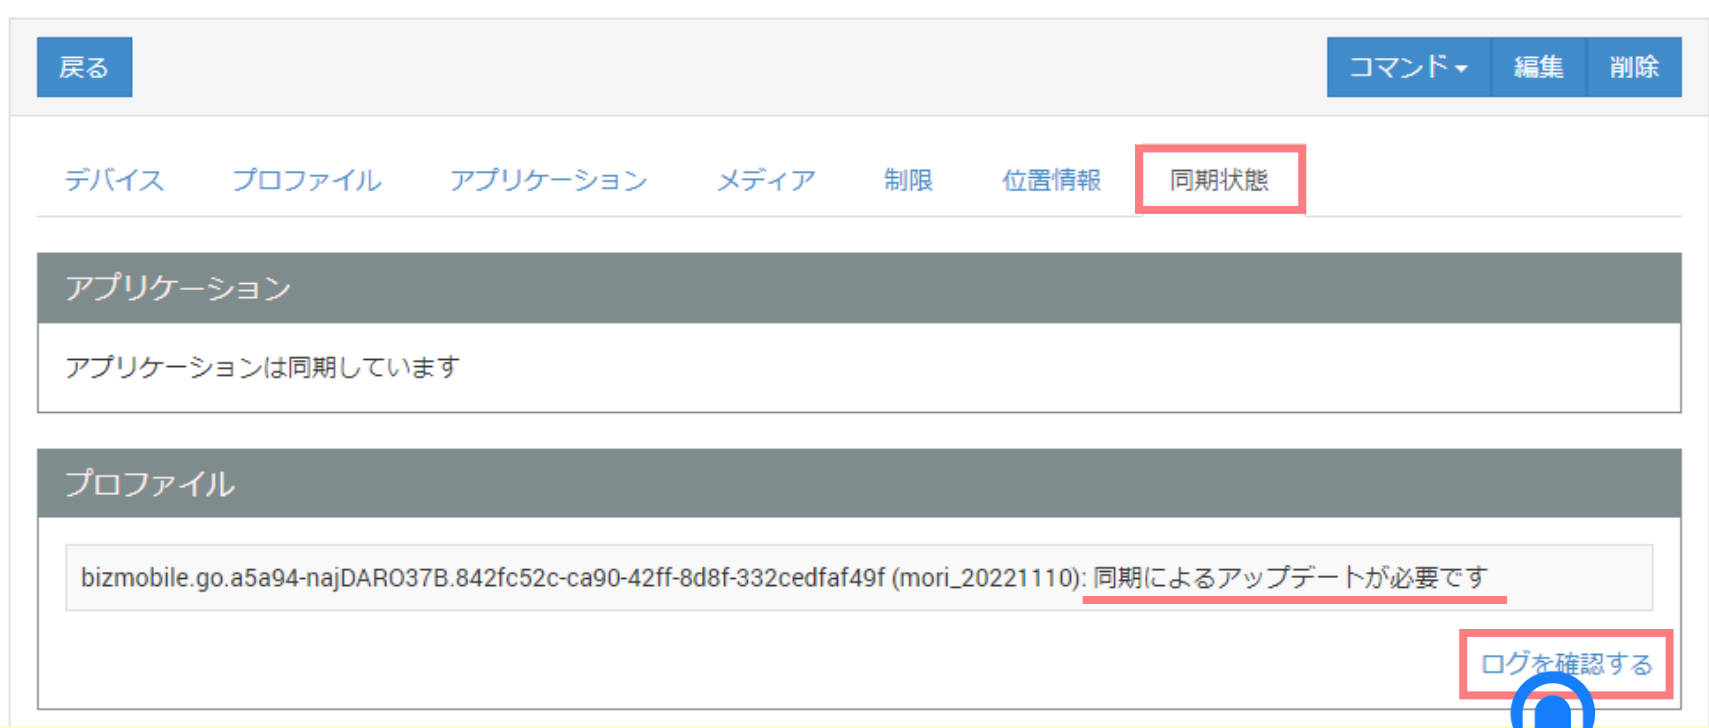 戻る
コマンド 編集 削除
デバイス プロファイル アプリケーション メディア 制限 位置情報 同期状態
アプリケーション
アプリケーションは同期しています
プロファイル
bizmobile.go.a5a94-najDARO37B.842fc52c-ca90-42ff-8d8f-332cedfaf49f (mori_20221110): 同期によるアップデートが必要です
ログを確認する